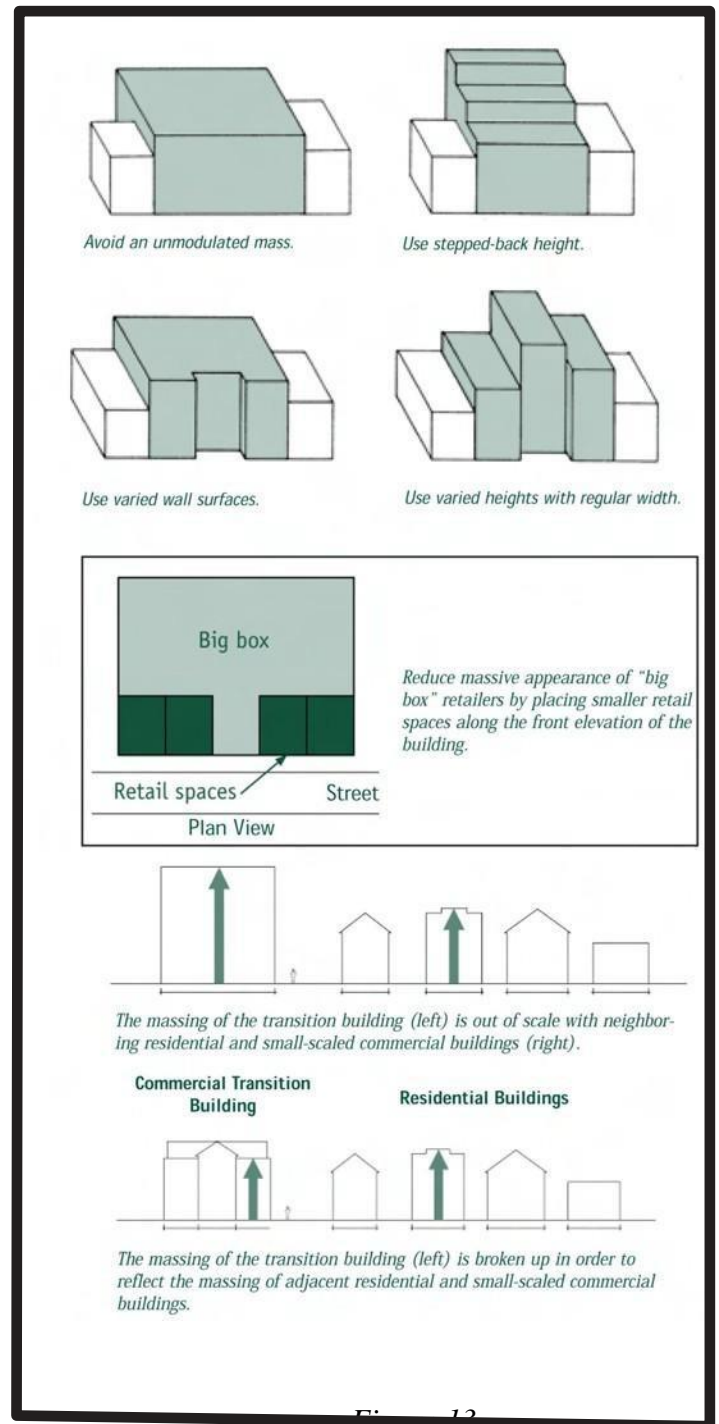 Avoid an unmodulated mass.
Use stepped-back height.
Use varied wall surfaces.
Use varied heights with regular width.
Big box
Retail spaces
Street
Plan View
Reduce massive appearance of "big
box" retailers by placing smaller retail
spaces along the front elevation of the
building.
The massing of the transition building (left) is out of scale with neighbor-
ing residential and small-scaled commercial buildings (right).
Commercial Transition
Building
Residential Buildings
The massing of the transition building (left) is broken up in order to
reflect the massing of adjacent residential and small-scaled commercial
buildings.